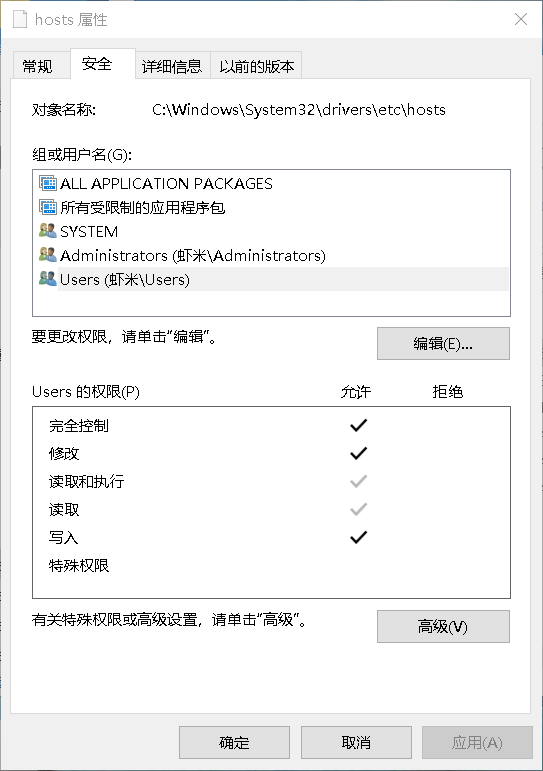 hosts 属性
常规
安全
详细信息
以前的版本
对象名称: C:\Windows\System32\drivers\etc\hosts
组或用户名(G):
ALL APPLICATION PACKAGES
所有受限制的应用程序包
SYSTEM
Administrators (虾米\Administrators)
Users (虾米\Users)
要更改权限，请单击“编辑”。
编辑(E)...
Users 的权限(P) 允许 拒绝
完全控制
修改
读取和执行
读取
写入
特殊权限
有关特殊权限或高级设置，请单击“高级”。
高级(V)
确定
取消
应用(A)